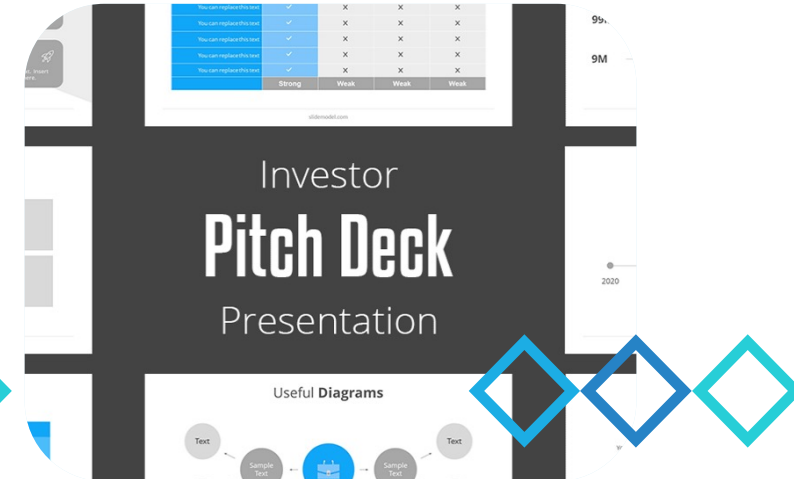 You can replace this text
You can replace this text
You can replace this text
You can replace this text
You can replace this text
Strong Weak Weak Weak
slidemodel.com
9M
Investor
Pitch Deck
Presentation
2020
Useful Diagrams
Text
Sample
Text
Sample
Text
Text